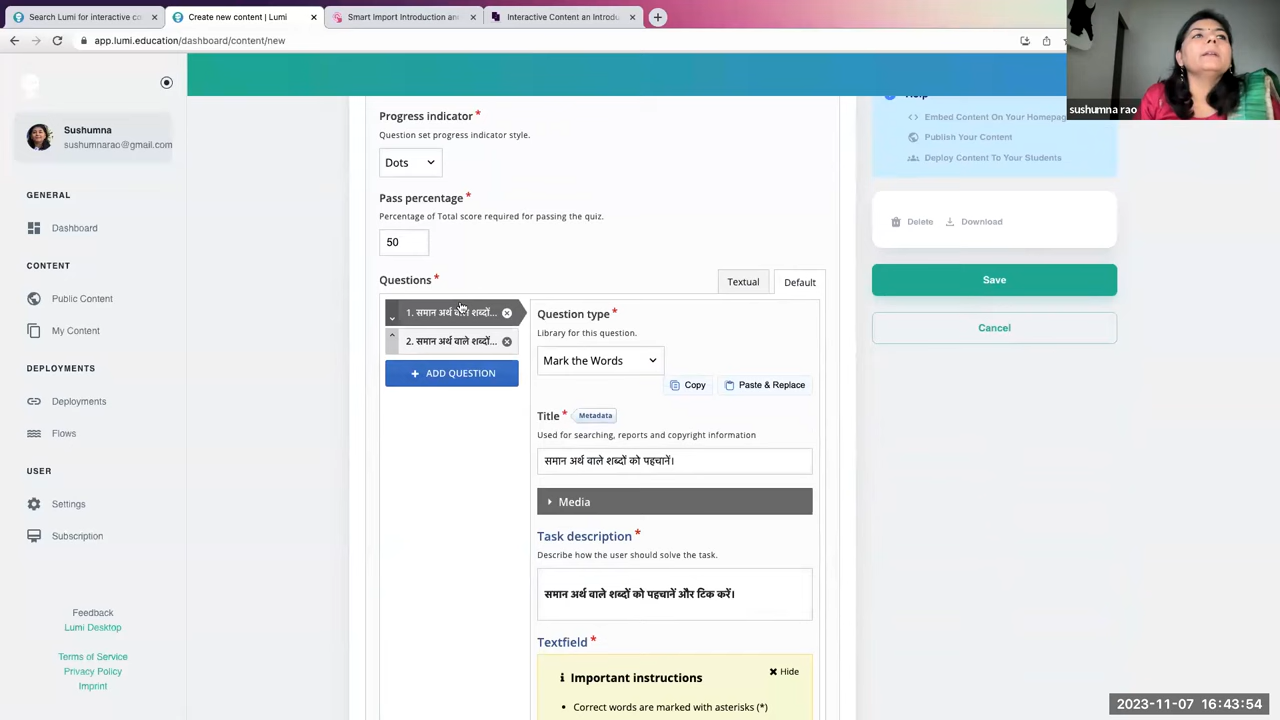 Search Lumi for interactive c
Create new content | Lumi
Smart Import Introduction an
Interactive Content an Introdu
app.lumi.education/dashboard/content/new
sushumna rao
Sushumna
sushumnarao@gmail.com
GENERAL
Dashboard
CONTENT
Public Content
My Content
DEPLOYMENTS
Deployments
Flows
USER
Settings
Subscription
Feedback
Lumi Desktop
Terms of Service
Privacy Policy
Imprint
Progress indicator *
Question set progress indicator style.
Dots
Pass percentage *
Percentage of Total score required for passing the quiz.
50
Questions *
Textual
Default
1. समान अर्थ वाले शब्दों...
2. समान अर्थ वाले शब्दों...
+ ADD QUESTION
Question type *
Library for this question.
Mark the Words
Copy
Paste & Replace
Title *
Metadata
Used for searching, reports and copyright information
समान अर्थ वाले शब्दों को पहचानें।
Media
Task description *
Describe how the user should solve the task.
समान अर्थ वाले शब्दों को पहचानें और टिक करें।
Textfield *
Important instructions
Hide
• Correct words are marked with asterisks (*)
Embed Content On Your Homepag
Publish Your Content
Deploy Content To Your Students
Delete
Download
Save
Cancel
2023-11-07 16:43:54